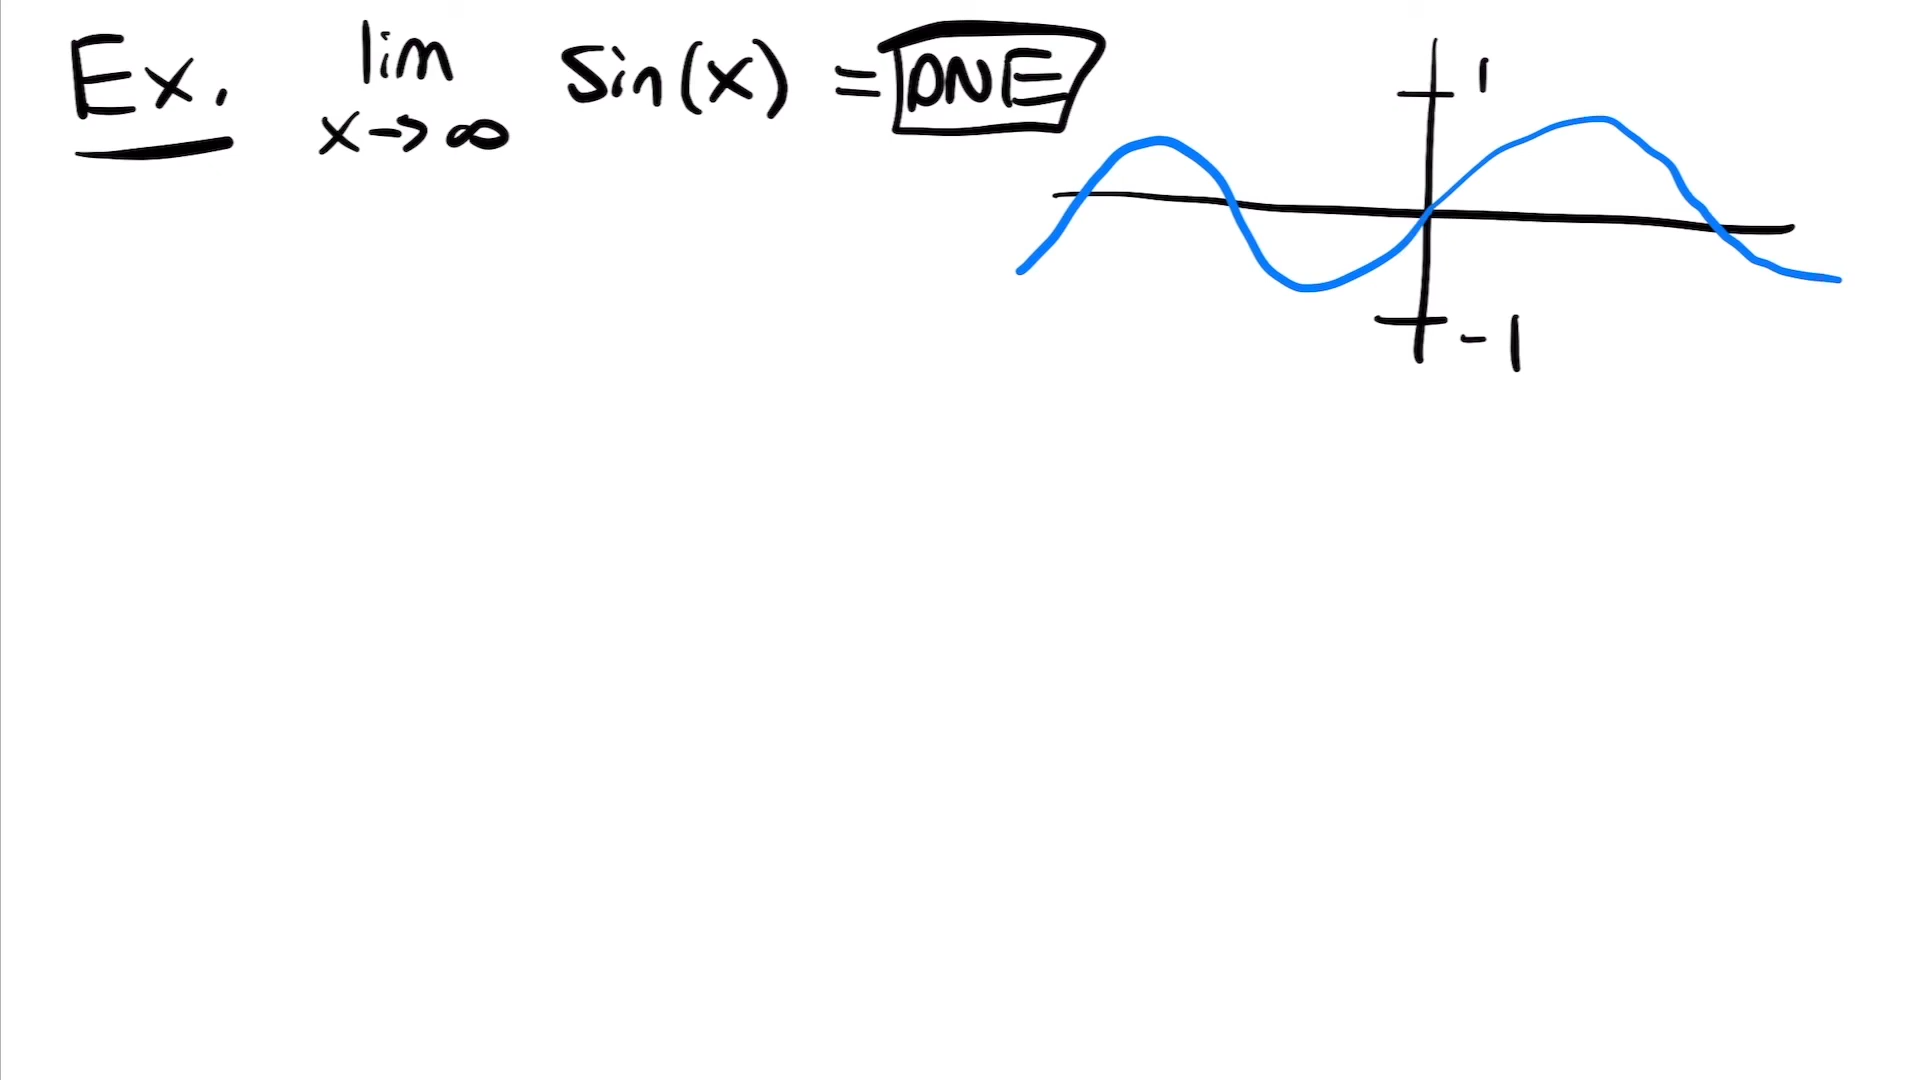 Ex. lim x→∞ Sin(x) = DNE
1
-1